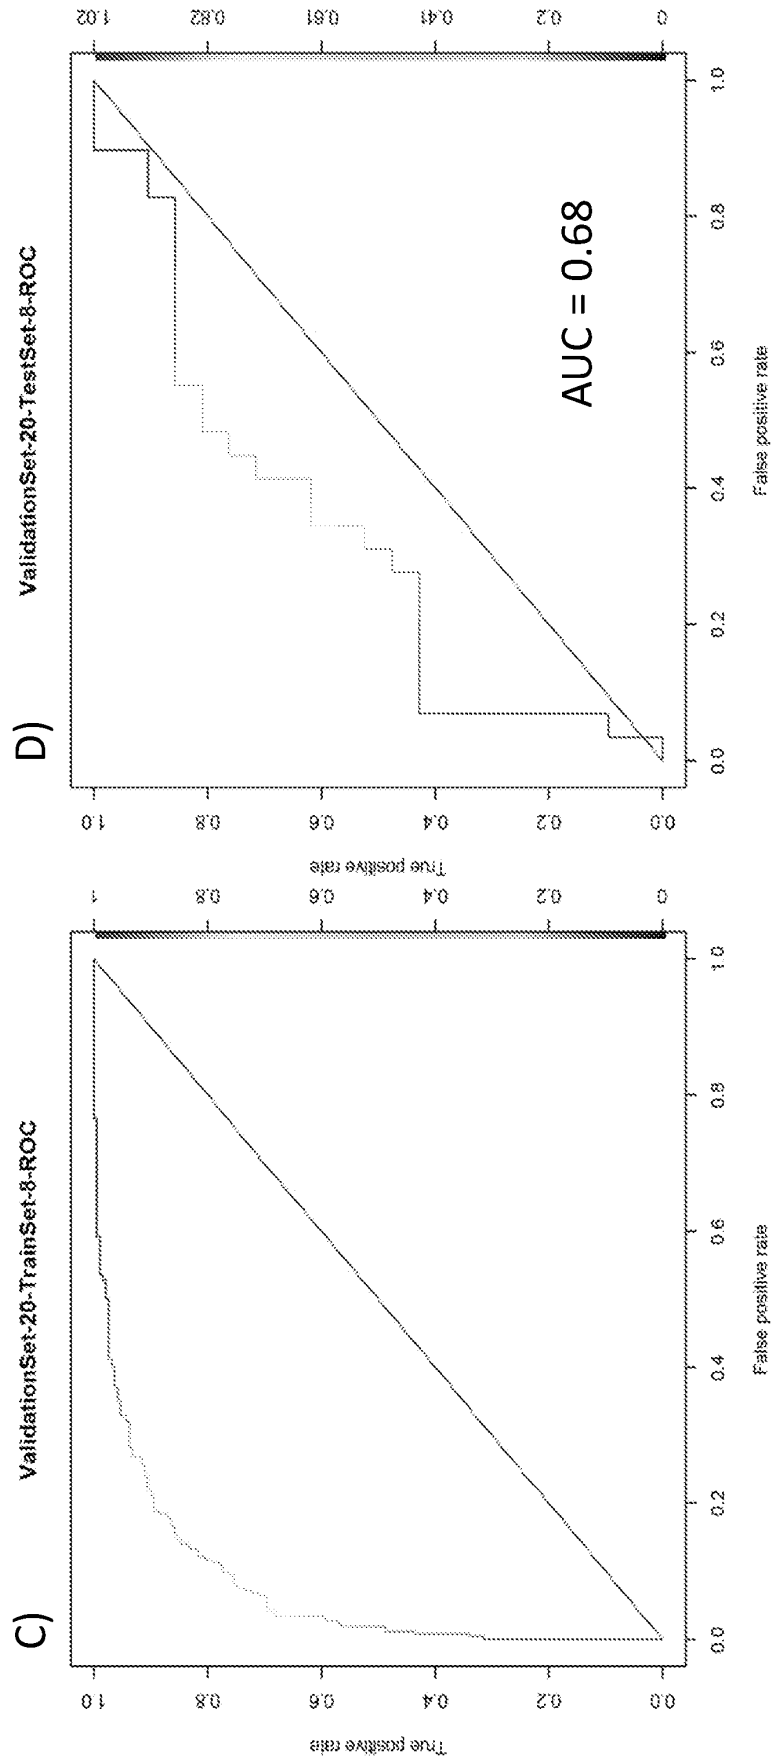 C)
ValidationSet-20-TrainSet-8-ROC
True positive rate
1.0
0.8
0.6
0.4
0.2
0.0
1
0.8
0.6
0.4
0.2
0
0.0 0.2 0.4 0.6 0.8 1.0
False positive rate
D)
ValidationSet-20-TestSet-8-ROC
True positive rate
1.0
0.8
0.6
0.4
0.2
0.0
1.02
0.82
0.61
0.41
0.2
0
AUC = 0.68
0.0 0.2 0.4 0.6 0.8 1.0
False positive rate